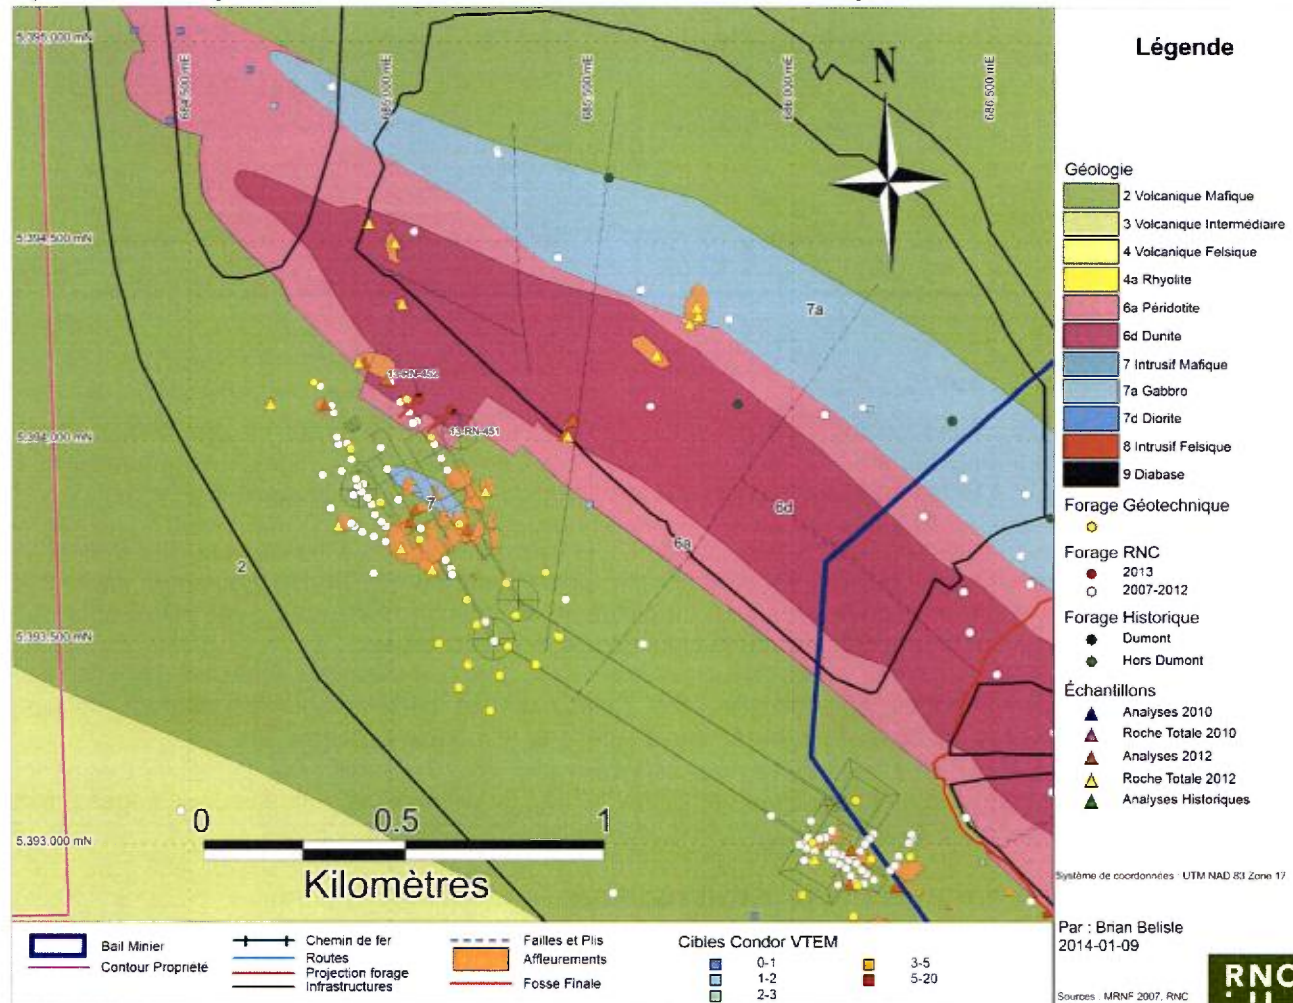 5,395,000 mN
684,500 mE
685,000 mE
685,500 mE
686,000 mE
686,500 mE
N
5,394,500 mN
7a
13-RN-452
13-RN-451
5,394,000 mN
7
6d
6a
2
5,393,500 mN
5,393,000 mN
0 0.5 1
Kilomètres
Légende
Géologie
2 Volcanique Mafique
3 Volcanique Intermédiaire
4 Volcanique Felsique
4a Rhyolite
6a Péridotite
6d Dunite
7 Intrusif Mafique
7a Gabbro
7d Diorite
8 Intrusif Felsique
9 Diabase
Forage Géotechnique
Forage RNC
2013
2007-2012
Forage Historique
Dumont
Hors Dumont
Échantillons
Analyses 2010
Roche Totale 2010
Analyses 2012
Roche Totale 2012
Analyses Historiques
Système de coordonnées : UTM NAD 83 Zone 17
Par : Brian Belisle
2014-01-09
Sources : MRNF 2007, RNC
RNC
Bail Minier
Contour Propriété
Chemin de fer
Routes
Projection forage
Infrastructures
Failles et Plis
Affleurements
Fosse Finale
Cibles Condor VTEM
0-1
1-2
2-3
3-5
5-20